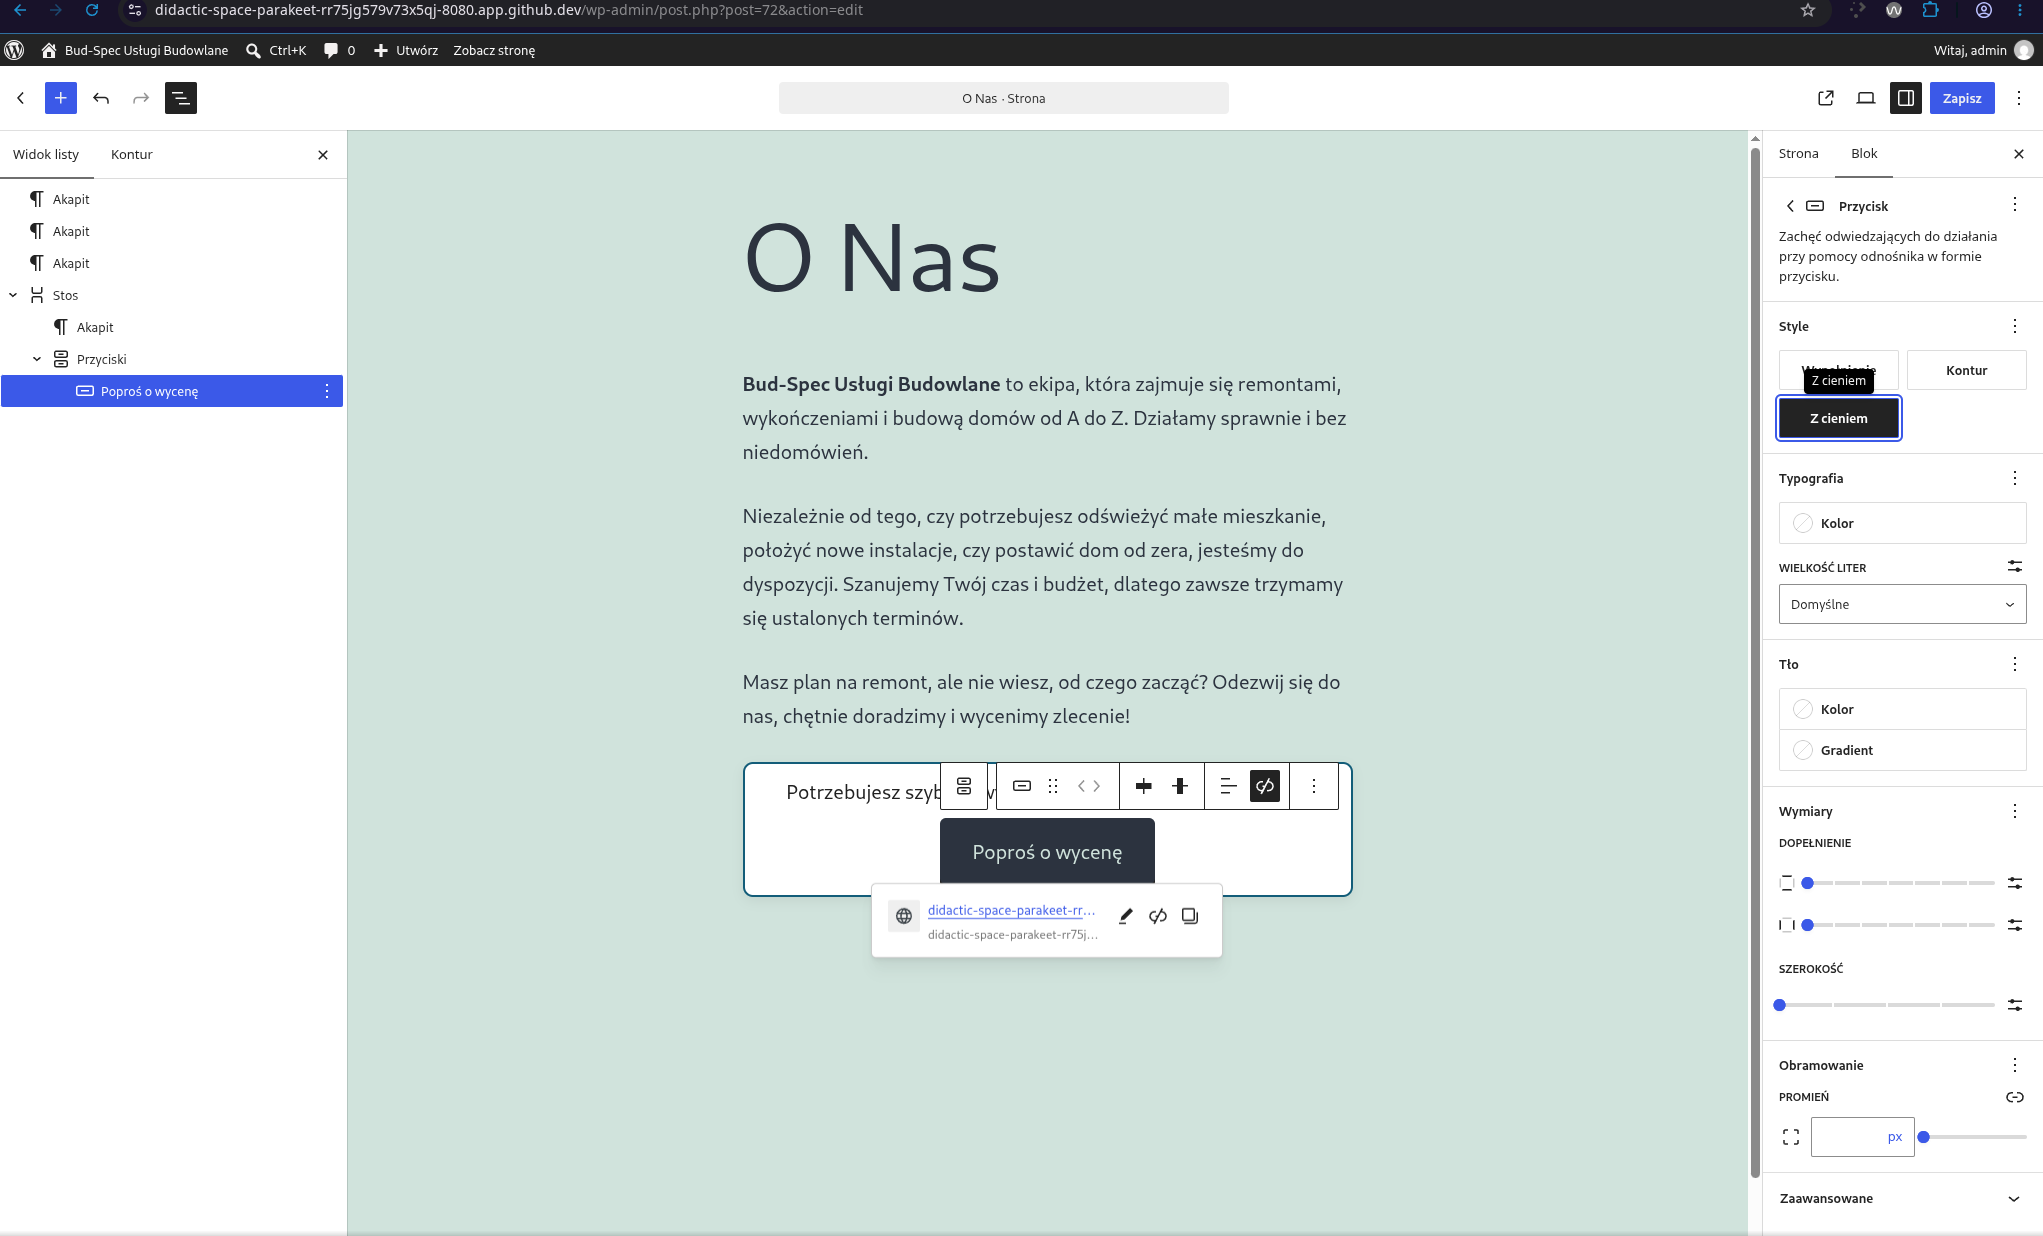 didactic-space-parakeet-rr75jg579v73x5qj-8080.app.github.dev/wp-admin/post.php?post=72&action=edit
Bud-Spec Usługi Budowlane
Ctrl+K
0
Utwórz
Zobacz stronę
Witaj, admin
O Nas · Strona
Zapisz
Widok listy
Kontur
Akapit
Akapit
Akapit
Stos
Akapit
Przyciski
Poproś o wycenę
O Nas
Bud-Spec Usługi Budowlane to ekipa, która zajmuje się remontami,
wykończeniami i budową domów od A do Z. Działamy sprawnie i bez
niedomówień.
Niezależnie od tego, czy potrzebujesz odświeżyć małe mieszkanie,
położyć nowe instalacje, czy postawić dom od zera, jesteśmy do
dyspozycji. Szanujemy Twój czas i budżet, dlatego zawsze trzymamy
się ustalonych terminów.
Masz plan na remont, ale nie wiesz, od czego zacząć? Odezwij się do
nas, chętnie doradzimy i wycenimy zlecenie!
Potrzebujesz
Poproś o wycenę
didactic-space-parakeet-rr...
didactic-space-parakeet-rr75j...
Strona
Blok
Przycisk
Zachęć odwiedzających do działania
przy pomocy odnośnika w formie
przycisku.
Style
Kontur
Z cieniem
Z cieniem
Typografia
Kolor
WIELKOŚĆ LITER
Domyślne
Tło
Kolor
Gradient
Wymiary
DOPEŁNIENIE
SZEROKOŚĆ
Obramowanie
PROMIEŃ
px
Zaawansowane